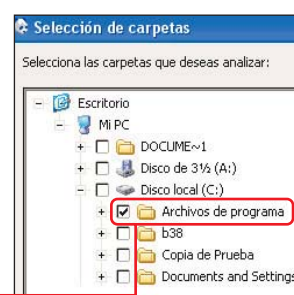 Selección de carpetas
Selecciona las carpetas que deseas analizar:
Escritorio
Mi PC
DOCUME~1
Disco de 3½ (A:)
Disco local (C:)
Archivos de programa
b38
Copia de Prueba
Documents and Settings